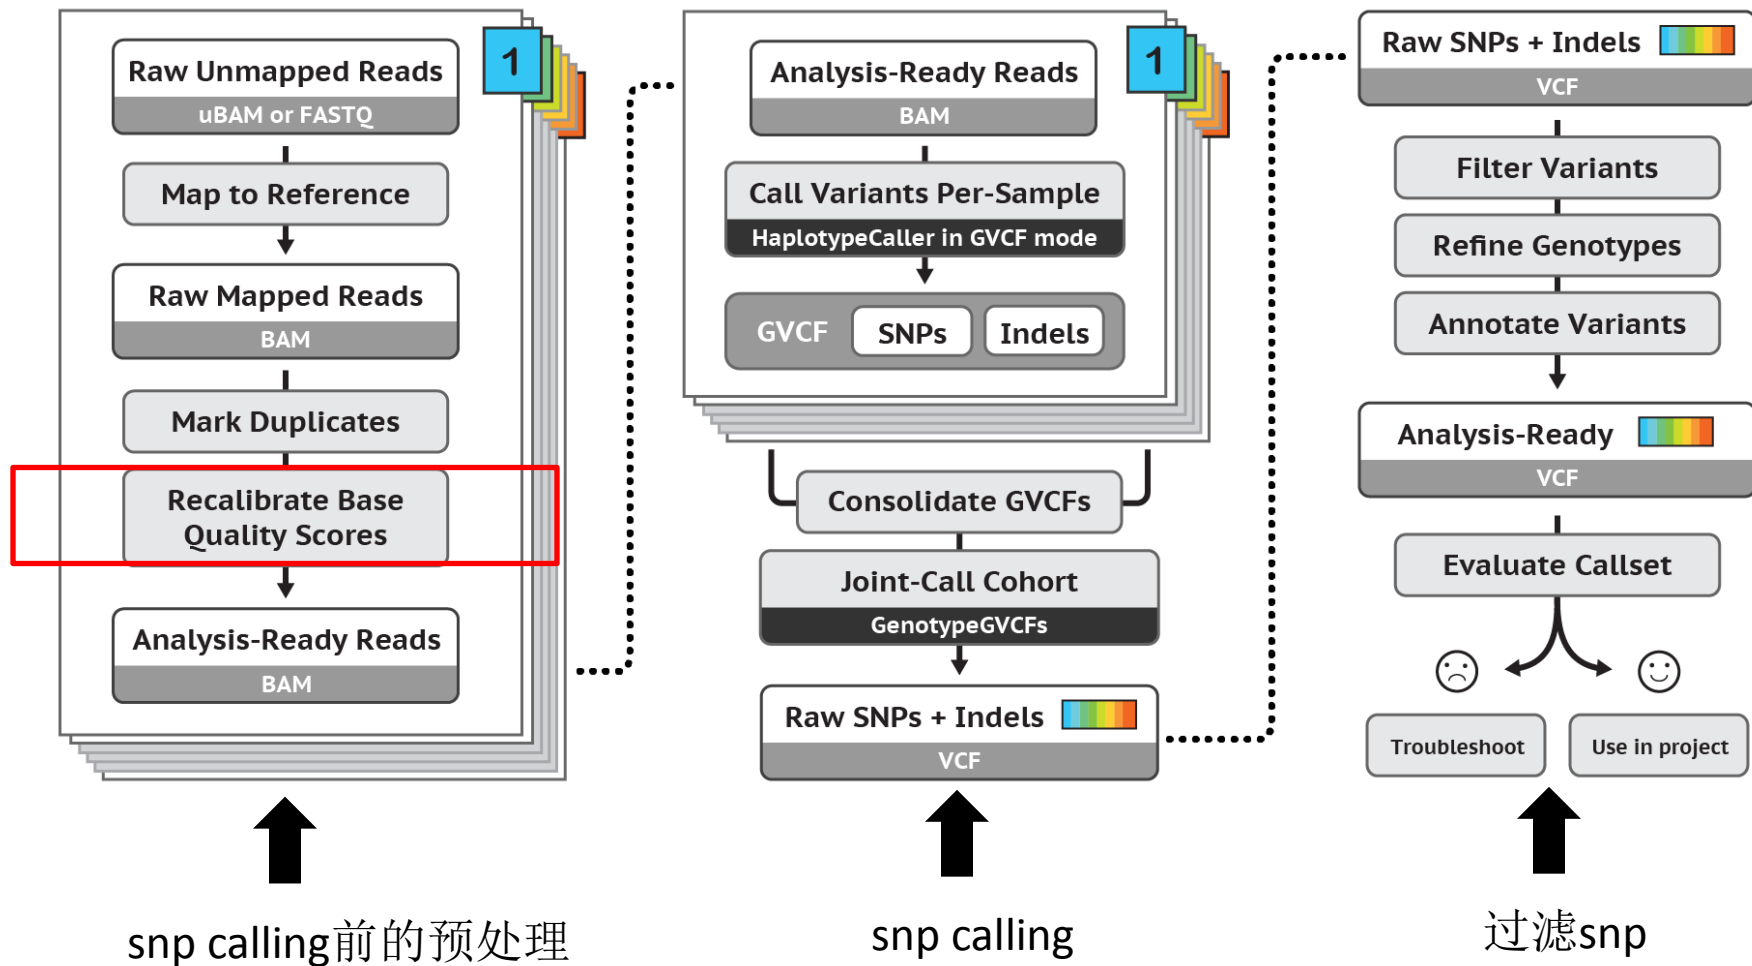 Raw Unmapped Reads
uBAM or FASTQ
1
Map to Reference
Raw Mapped Reads
BAM
Mark Duplicates
Recalibrate Base
Quality Scores
Analysis-Ready Reads
BAM
snp calling前的预处理
Analysis-Ready Reads
BAM
1
Call Variants Per-Sample
HaplotypeCaller in GVCF mode
GVCF SNPs Indels
Consolidate GVCFs
Joint-Call Cohort
GenotypeGVCFs
Raw SNPs + Indels
VCF
snp calling
Raw SNPs + Indels
VCF
Filter Variants
Refine Genotypes
Annotate Variants
Analysis-Ready
VCF
Evaluate Callset
Troubleshoot Use in project
过滤snp